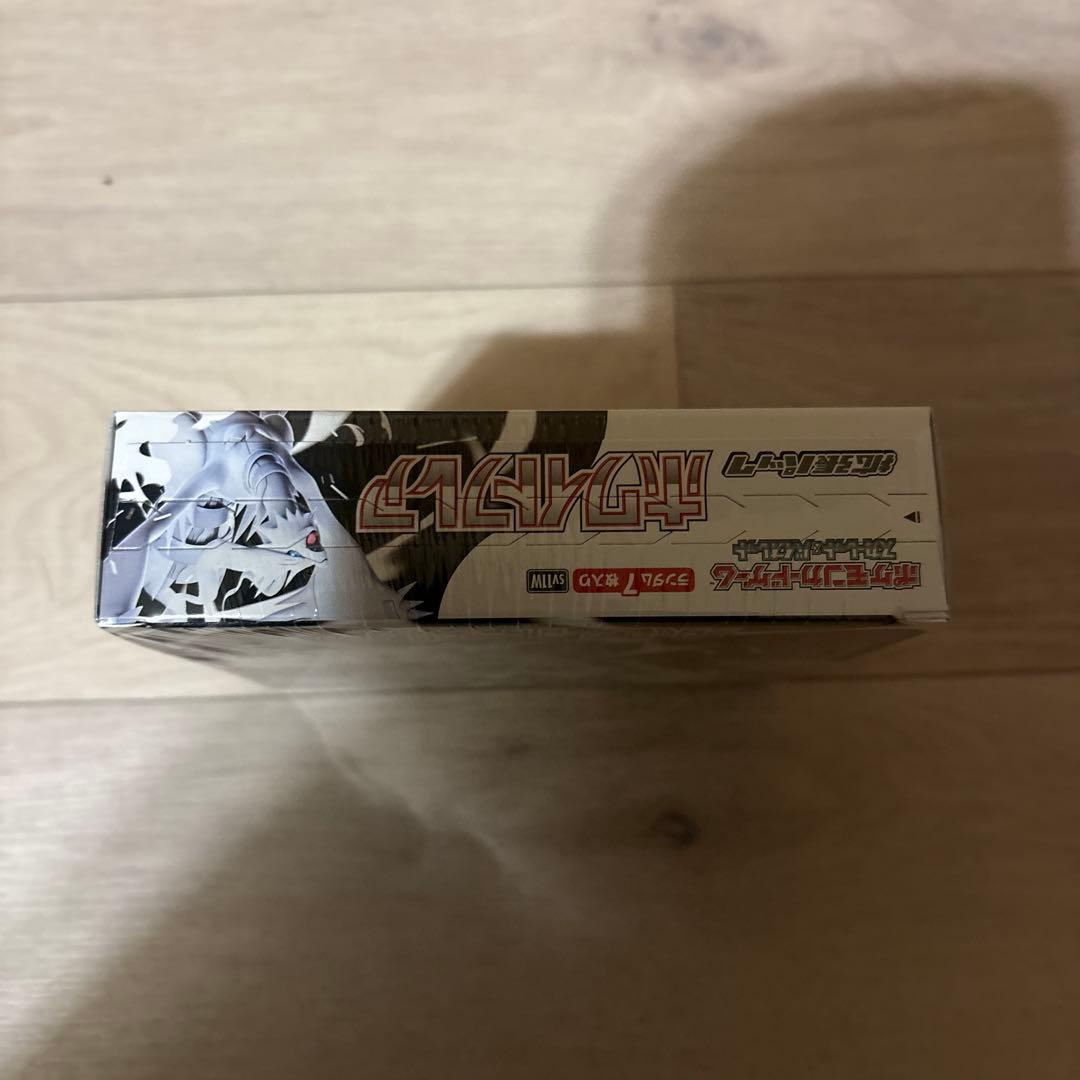 ポケモンカードゲーム
スカーレット&バイオレット
拡張パック
ホワイトフレア
ランダム7枚入り
SV11W